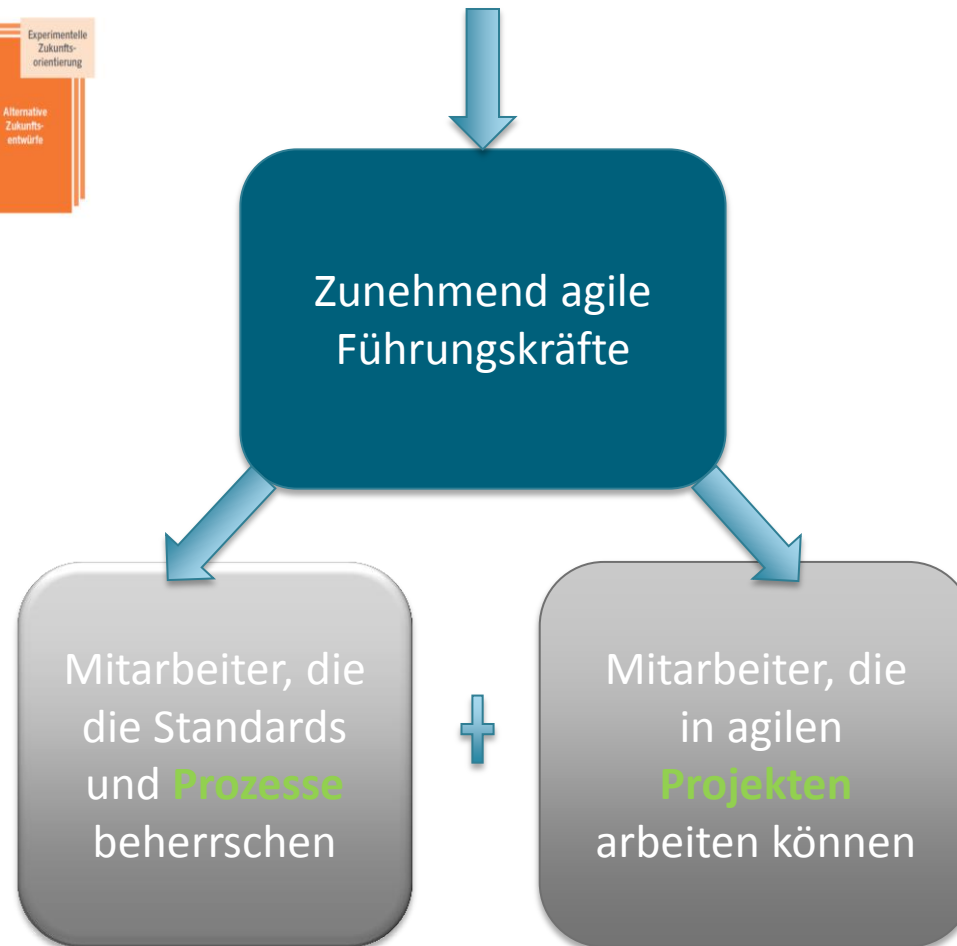 Experimentelle
Zukunfts-
orientierung
Alternative
Zukunfts-
entwürfe
Zunehmend agile
Führungskräfte
Mitarbeiter, die
die Standards
und Prozesse
beherrschen
Mitarbeiter, die
in agilen
Projekten
arbeiten können